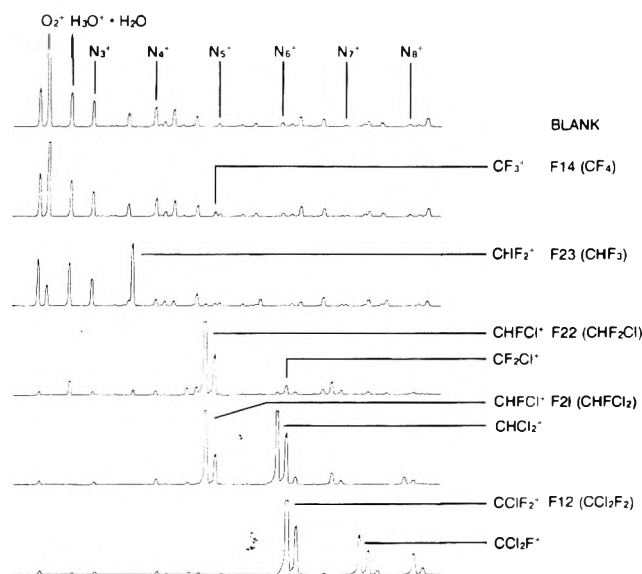 O₂⁺ H₃O⁺ • H₂O
N₃⁺ N₄⁺ N₅⁺ N₆⁺ N₇⁺ N₈⁺
BLANK
CF₃⁺ F14 (CF₄)
CHF₂⁺ F23 (CHF₃)
CHFCl⁺ F22 (CHF₂Cl)
CF₂Cl⁺
CHFCl⁺ F21 (CHFCl₂)
CHCl₂⁺
CClF₂⁺ F12 (CCl₂F₂)
CCl₂F⁺